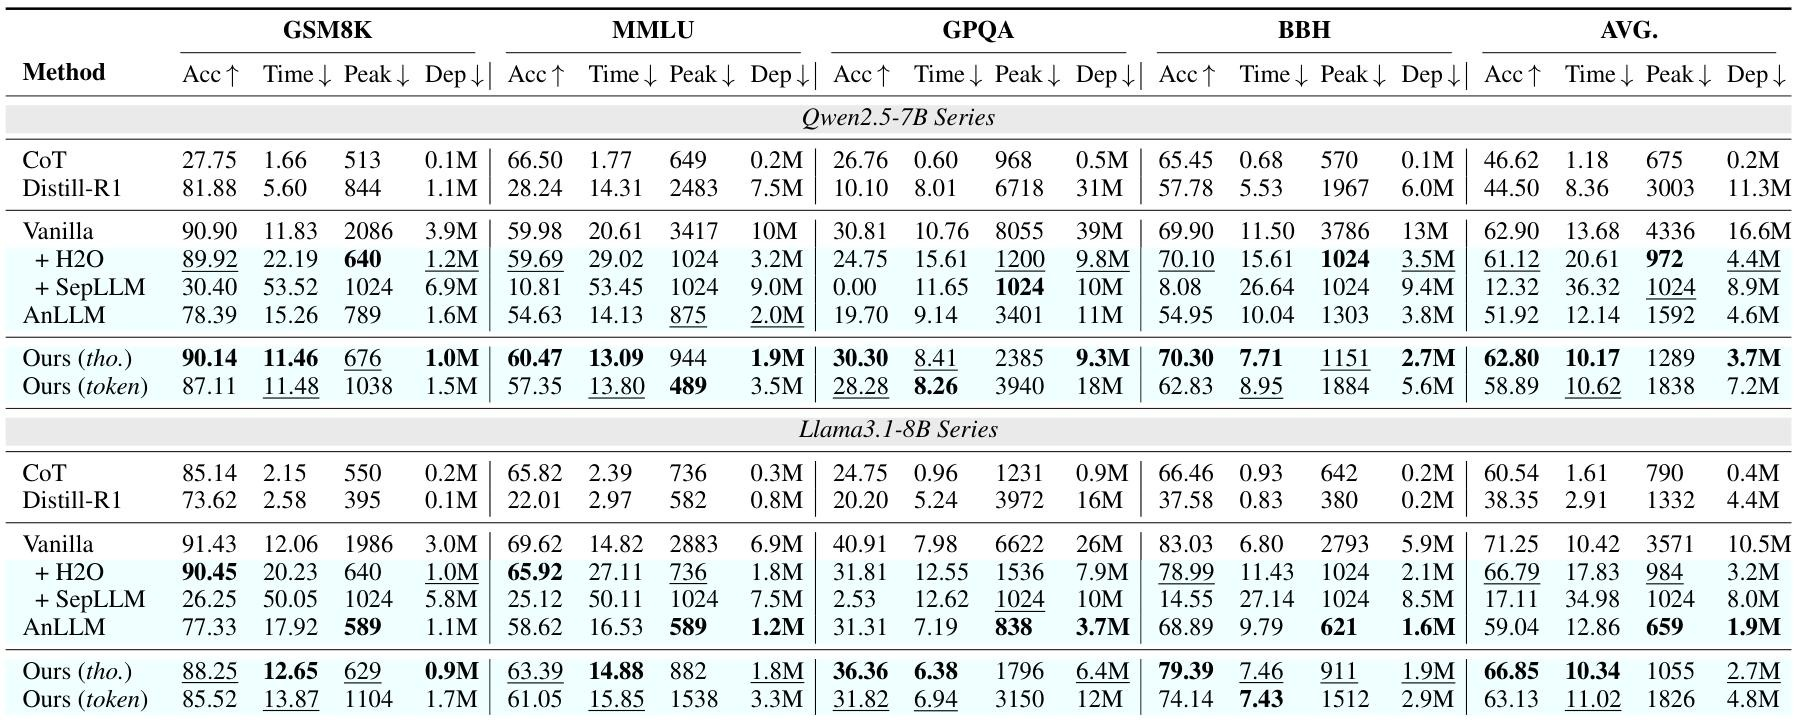 GSM8K MMLU GPQA BBH AVG.
Method Acc ↑ Time ↓ Peak ↓ Dep ↓ Acc ↑ Time ↓ Peak ↓ Dep ↓ Acc ↑ Time ↓ Peak ↓ Dep ↓ Acc ↑ Time ↓ Peak ↓ Dep ↓ Acc ↑ Time ↓ Peak ↓ Dep ↓
Qwen2.5-7B Series
CoT 27.75 1.66 513 0.1M 66.50 1.77 649 0.2M 26.76 0.60 968 0.5M 65.45 0.68 570 0.1M 46.62 1.18 675 0.2M
Distill-R1 81.88 5.60 844 1.1M 28.24 14.31 2483 7.5M 10.10 8.01 6718 31M 57.78 5.53 1967 6.0M 44.50 8.36 3003 11.3M
Vanilla 90.90 11.83 2086 3.9M 59.98 20.61 3417 10M 30.81 10.76 8055 39M 69.90 11.50 3786 13M 62.90 13.68 4336 16.6M
+ H2O 89.92 22.19 640 1.2M 59.69 29.02 1024 3.2M 24.75 15.61 1200 9.8M 70.10 15.61 1024 3.5M 61.12 20.61 972 4.4M
+ SepLLM 30.40 53.52 1024 6.9M 10.81 53.45 1024 9.0M 0.00 11.65 1024 10M 8.08 26.64 1024 9.4M 12.32 36.32 1024 8.9M
AnLLM 78.39 15.26 789 1.6M 54.63 14.13 875 2.0M 19.70 9.14 3401 11M 54.95 10.04 1303 3.8M 51.92 12.14 1592 4.6M
Ours (tho.) 90.14 11.46 676 1.0M 60.47 13.09 944 1.9M 30.30 8.41 2385 9.3M 70.30 7.71 1151 2.7M 62.80 10.17 1289 3.7M
Ours (token) 87.11 11.48 1038 1.5M 57.35 13.80 489 3.5M 28.28 8.26 3940 18M 62.83 8.95 1884 5.6M 58.89 10.62 1838 7.2M
Llama3.1-8B Series
CoT 85.14 2.15 550 0.2M 65.82 2.39 736 0.3M 24.75 0.96 1231 0.9M 66.46 0.93 642 0.2M 60.54 1.61 790 0.4M
Distill-R1 73.62 2.58 395 0.1M 22.01 2.97 582 0.8M 20.20 5.24 3972 16M 37.58 0.83 380 0.2M 38.35 2.91 1332 4.4M
Vanilla 91.43 12.06 1986 3.0M 69.62 14.82 2883 6.9M 40.91 7.98 6622 26M 83.03 6.80 2793 5.9M 71.25 10.42 3571 10.5M
+ H2O 90.45 20.23 640 1.0M 65.92 27.11 736 1.8M 31.81 12.55 1536 7.9M 78.99 11.43 1024 2.1M 66.79 17.83 984 3.2M
+ SepLLM 26.25 50.05 1024 5.8M 25.12 50.11 1024 7.5M 2.53 12.62 1024 10M 14.55 27.14 1024 8.5M 17.11 34.98 1024 8.0M
AnLLM 77.33 17.92 589 1.1M 58.62 16.53 589 1.2M 31.31 7.19 838 3.7M 68.89 9.79 621 1.6M 59.04 12.86 659 1.9M
Ours (tho.) 88.25 12.65 629 0.9M 63.39 14.88 882 1.8M 36.36 6.38 1796 6.4M 79.39 7.46 911 1.9M 66.85 10.34 1055 2.7M
Ours (token) 85.52 13.87 1104 1.7M 61.05 15.85 1538 3.3M 31.82 6.94 3150 12M 74.14 7.43 1512 2.9M 63.13 11.02 1826 4.8M